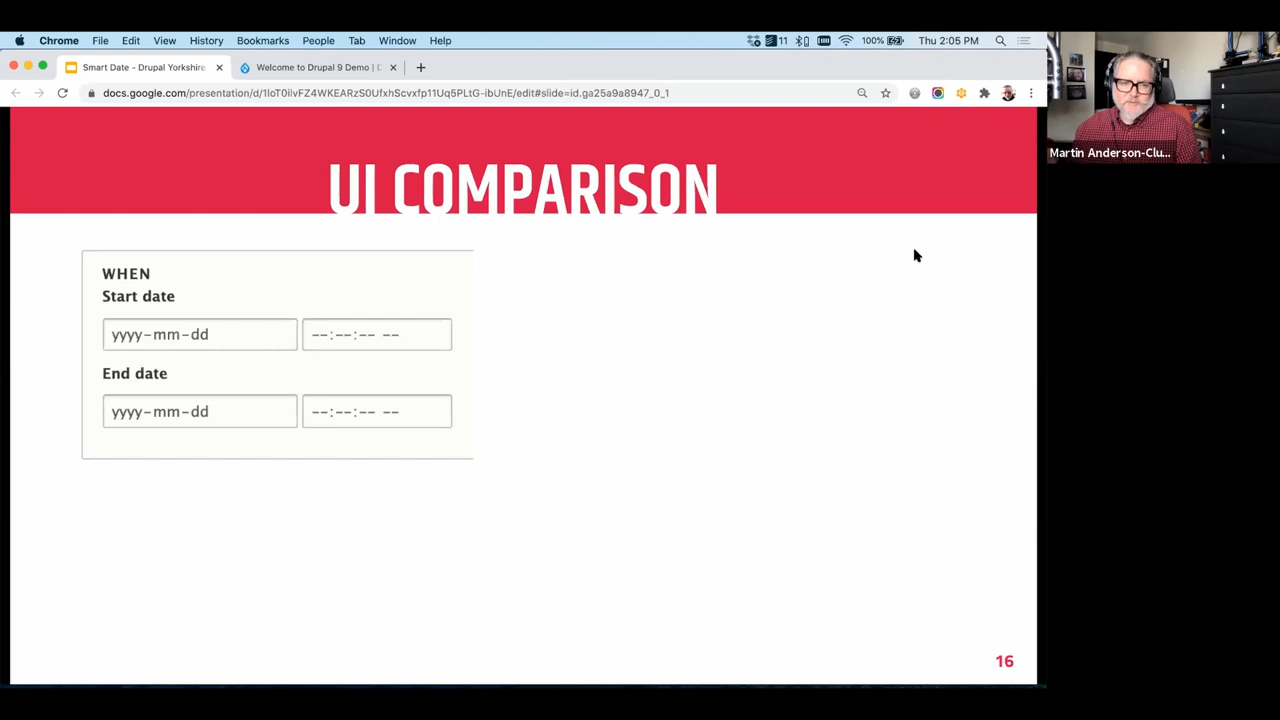 Chrome File Edit View History Bookmarks People Tab Window Help 11 100% Thu 2:05 PM
Smart Date - Drupal Yorkshire Welcome to Drupal 9 Demo | D
docs.google.com/presentation/d/1IoT0ilvFZ4WKEARzS0UfxhScvxfp11Uq5PLtG-ibUnE/edit#slide=id.ga25a9a8947_0_1
Martin Anderson-Clu...
UI COMPARISON
WHEN
Start date
yyyy-mm-dd --:--:-- --
End date
yyyy-mm-dd --:--:-- --
16